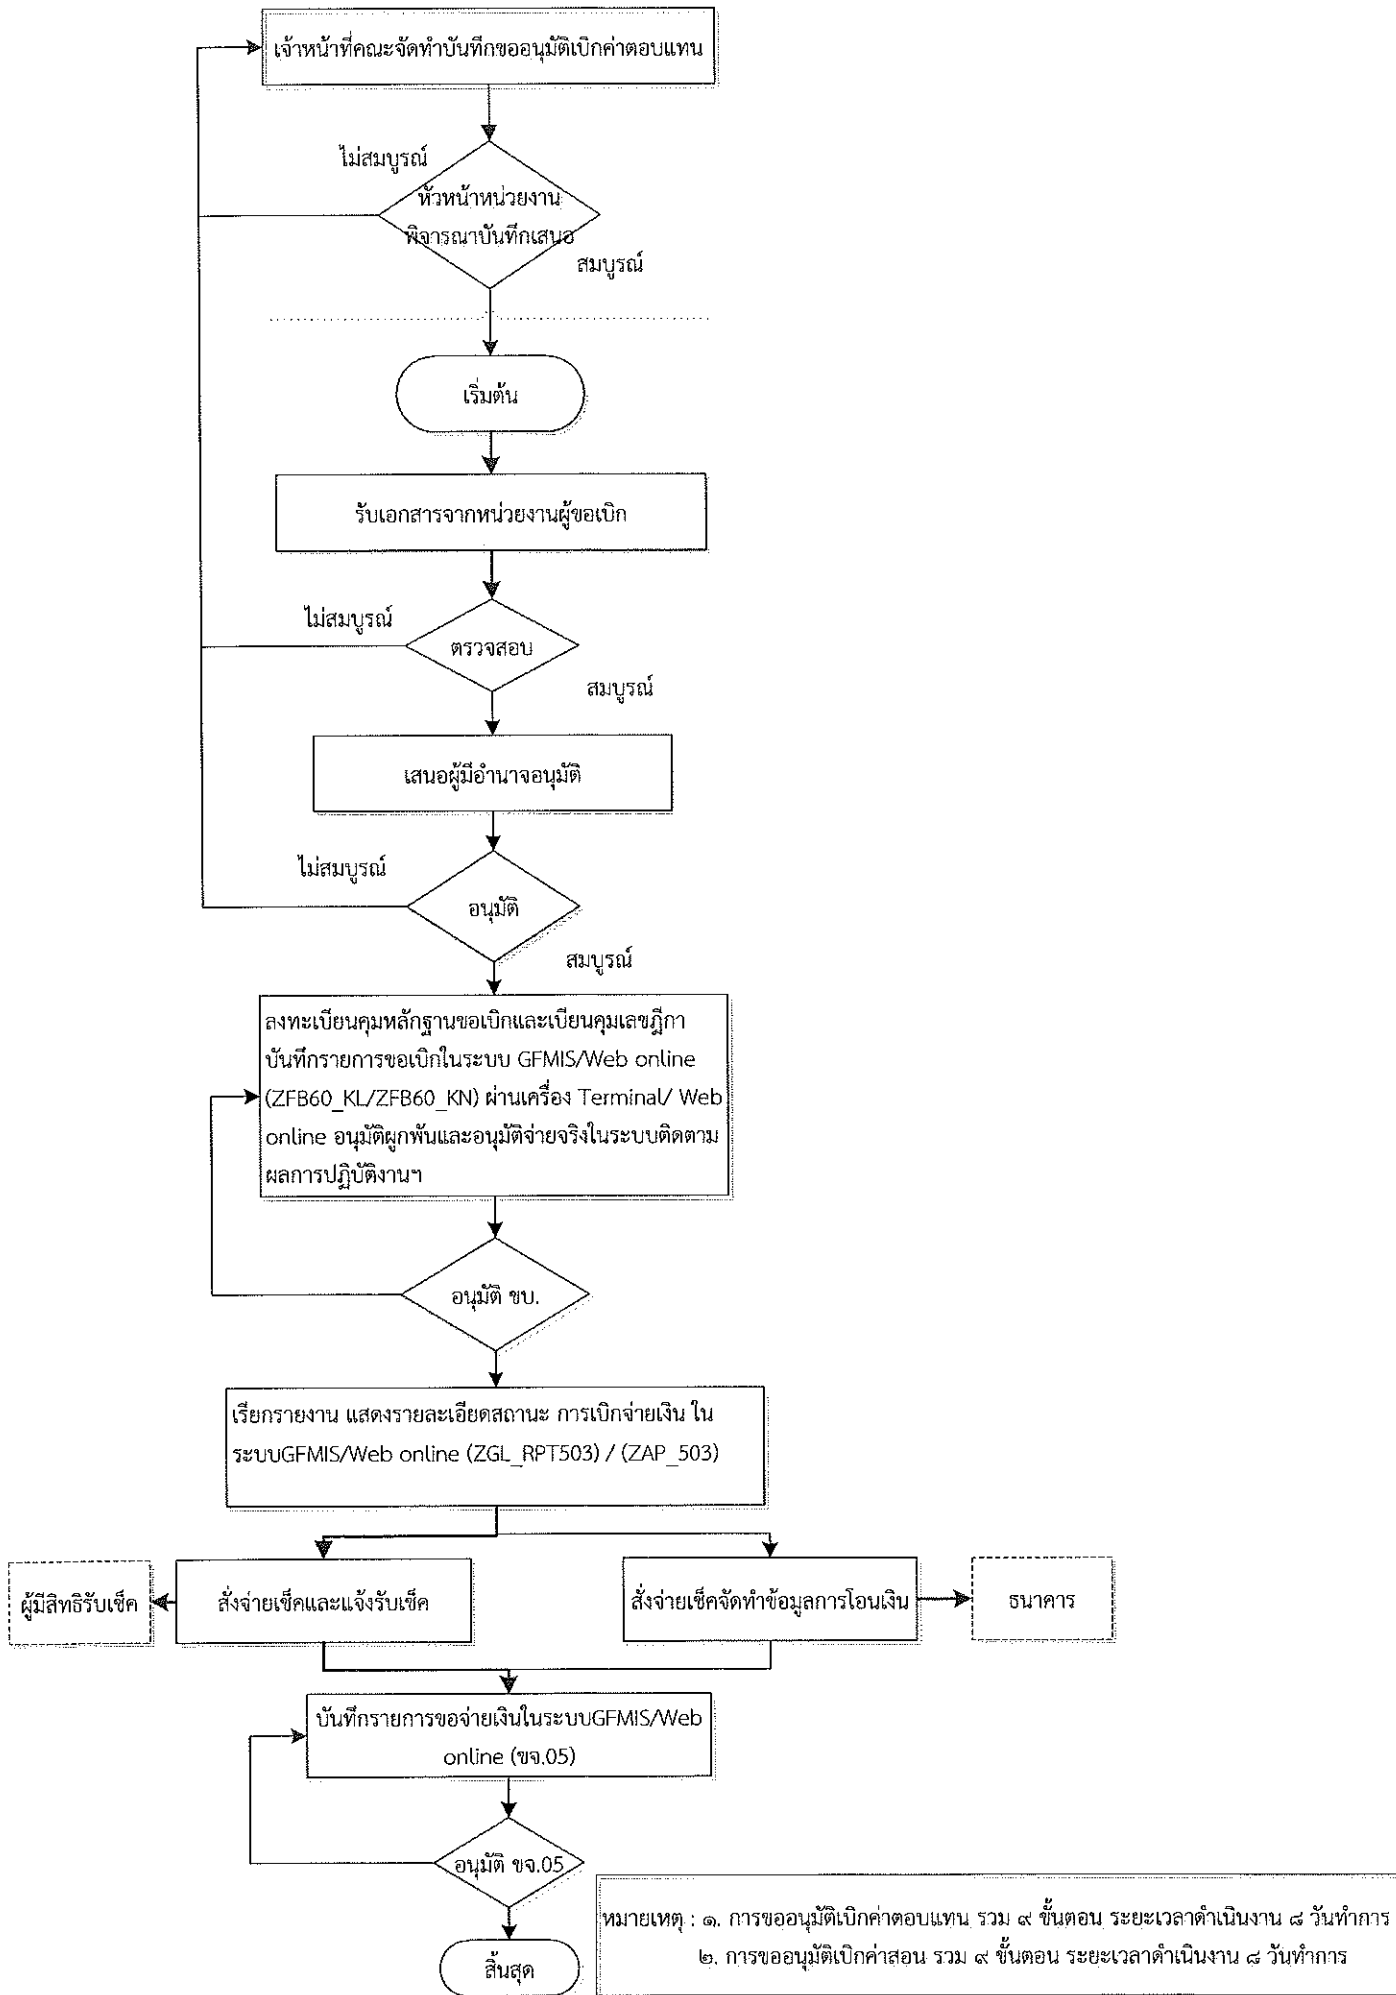 เจ้าหน้าที่คณะจัดทำบันทึกขออนุมัติเบิกค่าตอบแทน
ไม่สมบูรณ์
หัวหน้าหน่วยงาน
พิจารณาบันทึกเสนอ
สมบูรณ์
เริ่มต้น
รับเอกสารจากหน่วยงานผู้ขอเบิก
ไม่สมบูรณ์
ตรวจสอบ
สมบูรณ์
เสนอผู้มีอำนาจอนุมัติ
ไม่สมบูรณ์
อนุมัติ
สมบูรณ์
ลงทะเบียนคุมหลักฐานขอเบิกและเบียนคุมเลขฎีกา
บันทึกรายการขอเบิกในระบบ GFMIS/Web online
(ZFB60_KL/ZFB60_KN) ผ่านเครื่อง Terminal/ Web
online อนุมัติผูกพันและอนุมัติจ่ายจริงในระบบติดตาม
ผลการปฏิบัติงานฯ
อนุมัติ ขบ.
เรียกรายงาน แสดงรายละเอียดสถานะ การเบิกจ่ายเงิน ใน
ระบบGFMIS/Web online (ZGL_RPT503) / (ZAP_503)
ผู้มีสิทธิรับเช็ค
สั่งจ่ายเช็คและแจ้งรับเช็ค
สั่งจ่ายเช็คจัดทำข้อมูลการโอนเงิน
ธนาคาร
บันทึกรายการขอจ่ายเงินในระบบGFMIS/Web
online (ขจ.05)
อนุมัติ ขจ.05
สิ้นสุด
หมายเหตุ : ๑. การขออนุมัติเบิกค่าตอบแทน รวม ๙ ขั้นตอน ระยะเวลาดำเนินงาน ๘ วันทำการ
๒. การขออนุมัติเบิกค่าสอน รวม ๙ ขั้นตอน ระยะเวลาดำเนินงาน ๘ วันทำการ